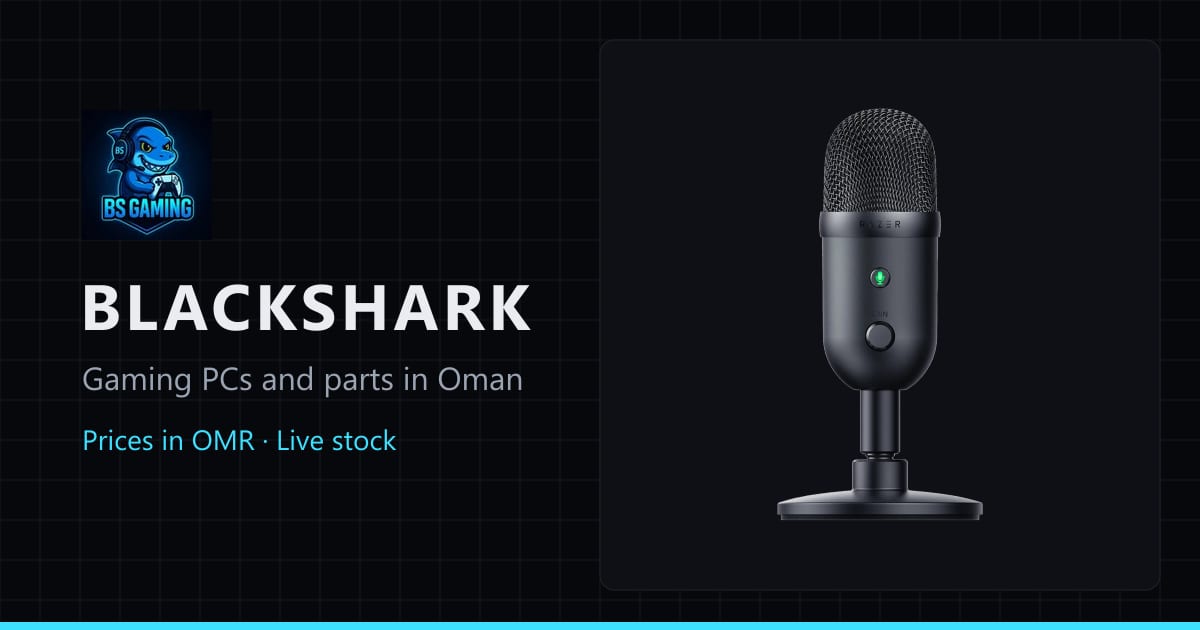 BS
BS GAMING
BLACKSHARK
Gaming PCs and parts in Oman
Prices in OMR · Live stock
RAZER